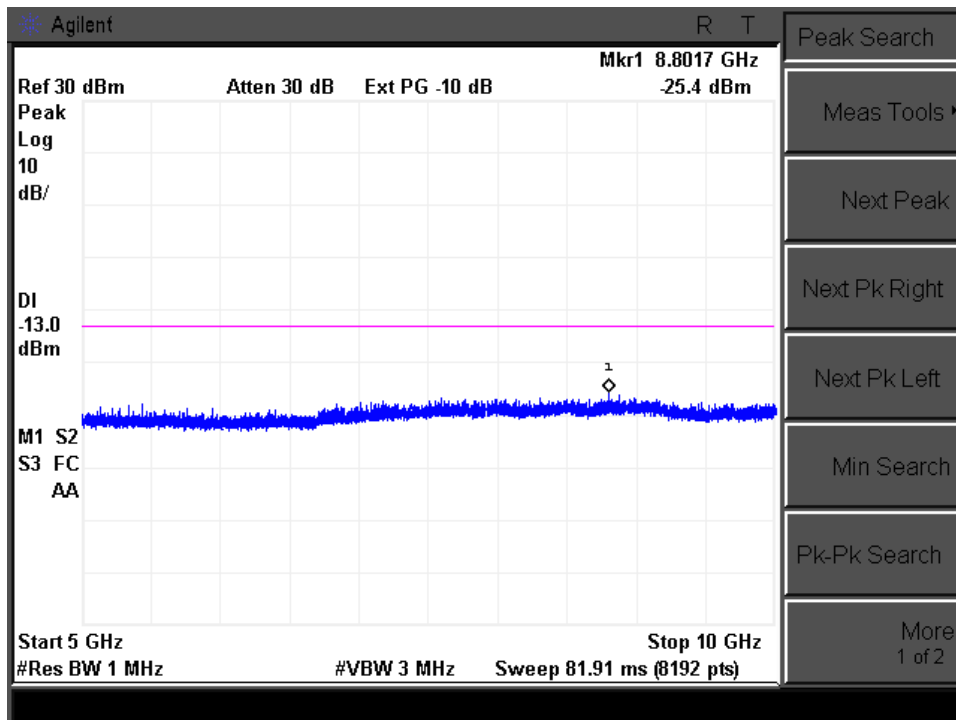 Agilent R T
Mkr1 8.8017 GHz
Ref 30 dBm Atten 30 dB Ext PG -10 dB -25.4 dBm
Peak
Log
10
dB/
DI
-13.0
dBm
1
M1 S2
S3 FC
AA
Start 5 GHz Stop 10 GHz
#Res BW 1 MHz #VBW 3 MHz Sweep 81.91 ms (8192 pts)
Peak Search
Meas Tools
Next Peak
Next Pk Right
Next Pk Left
Min Search
Pk-Pk Search
More
1 of 2